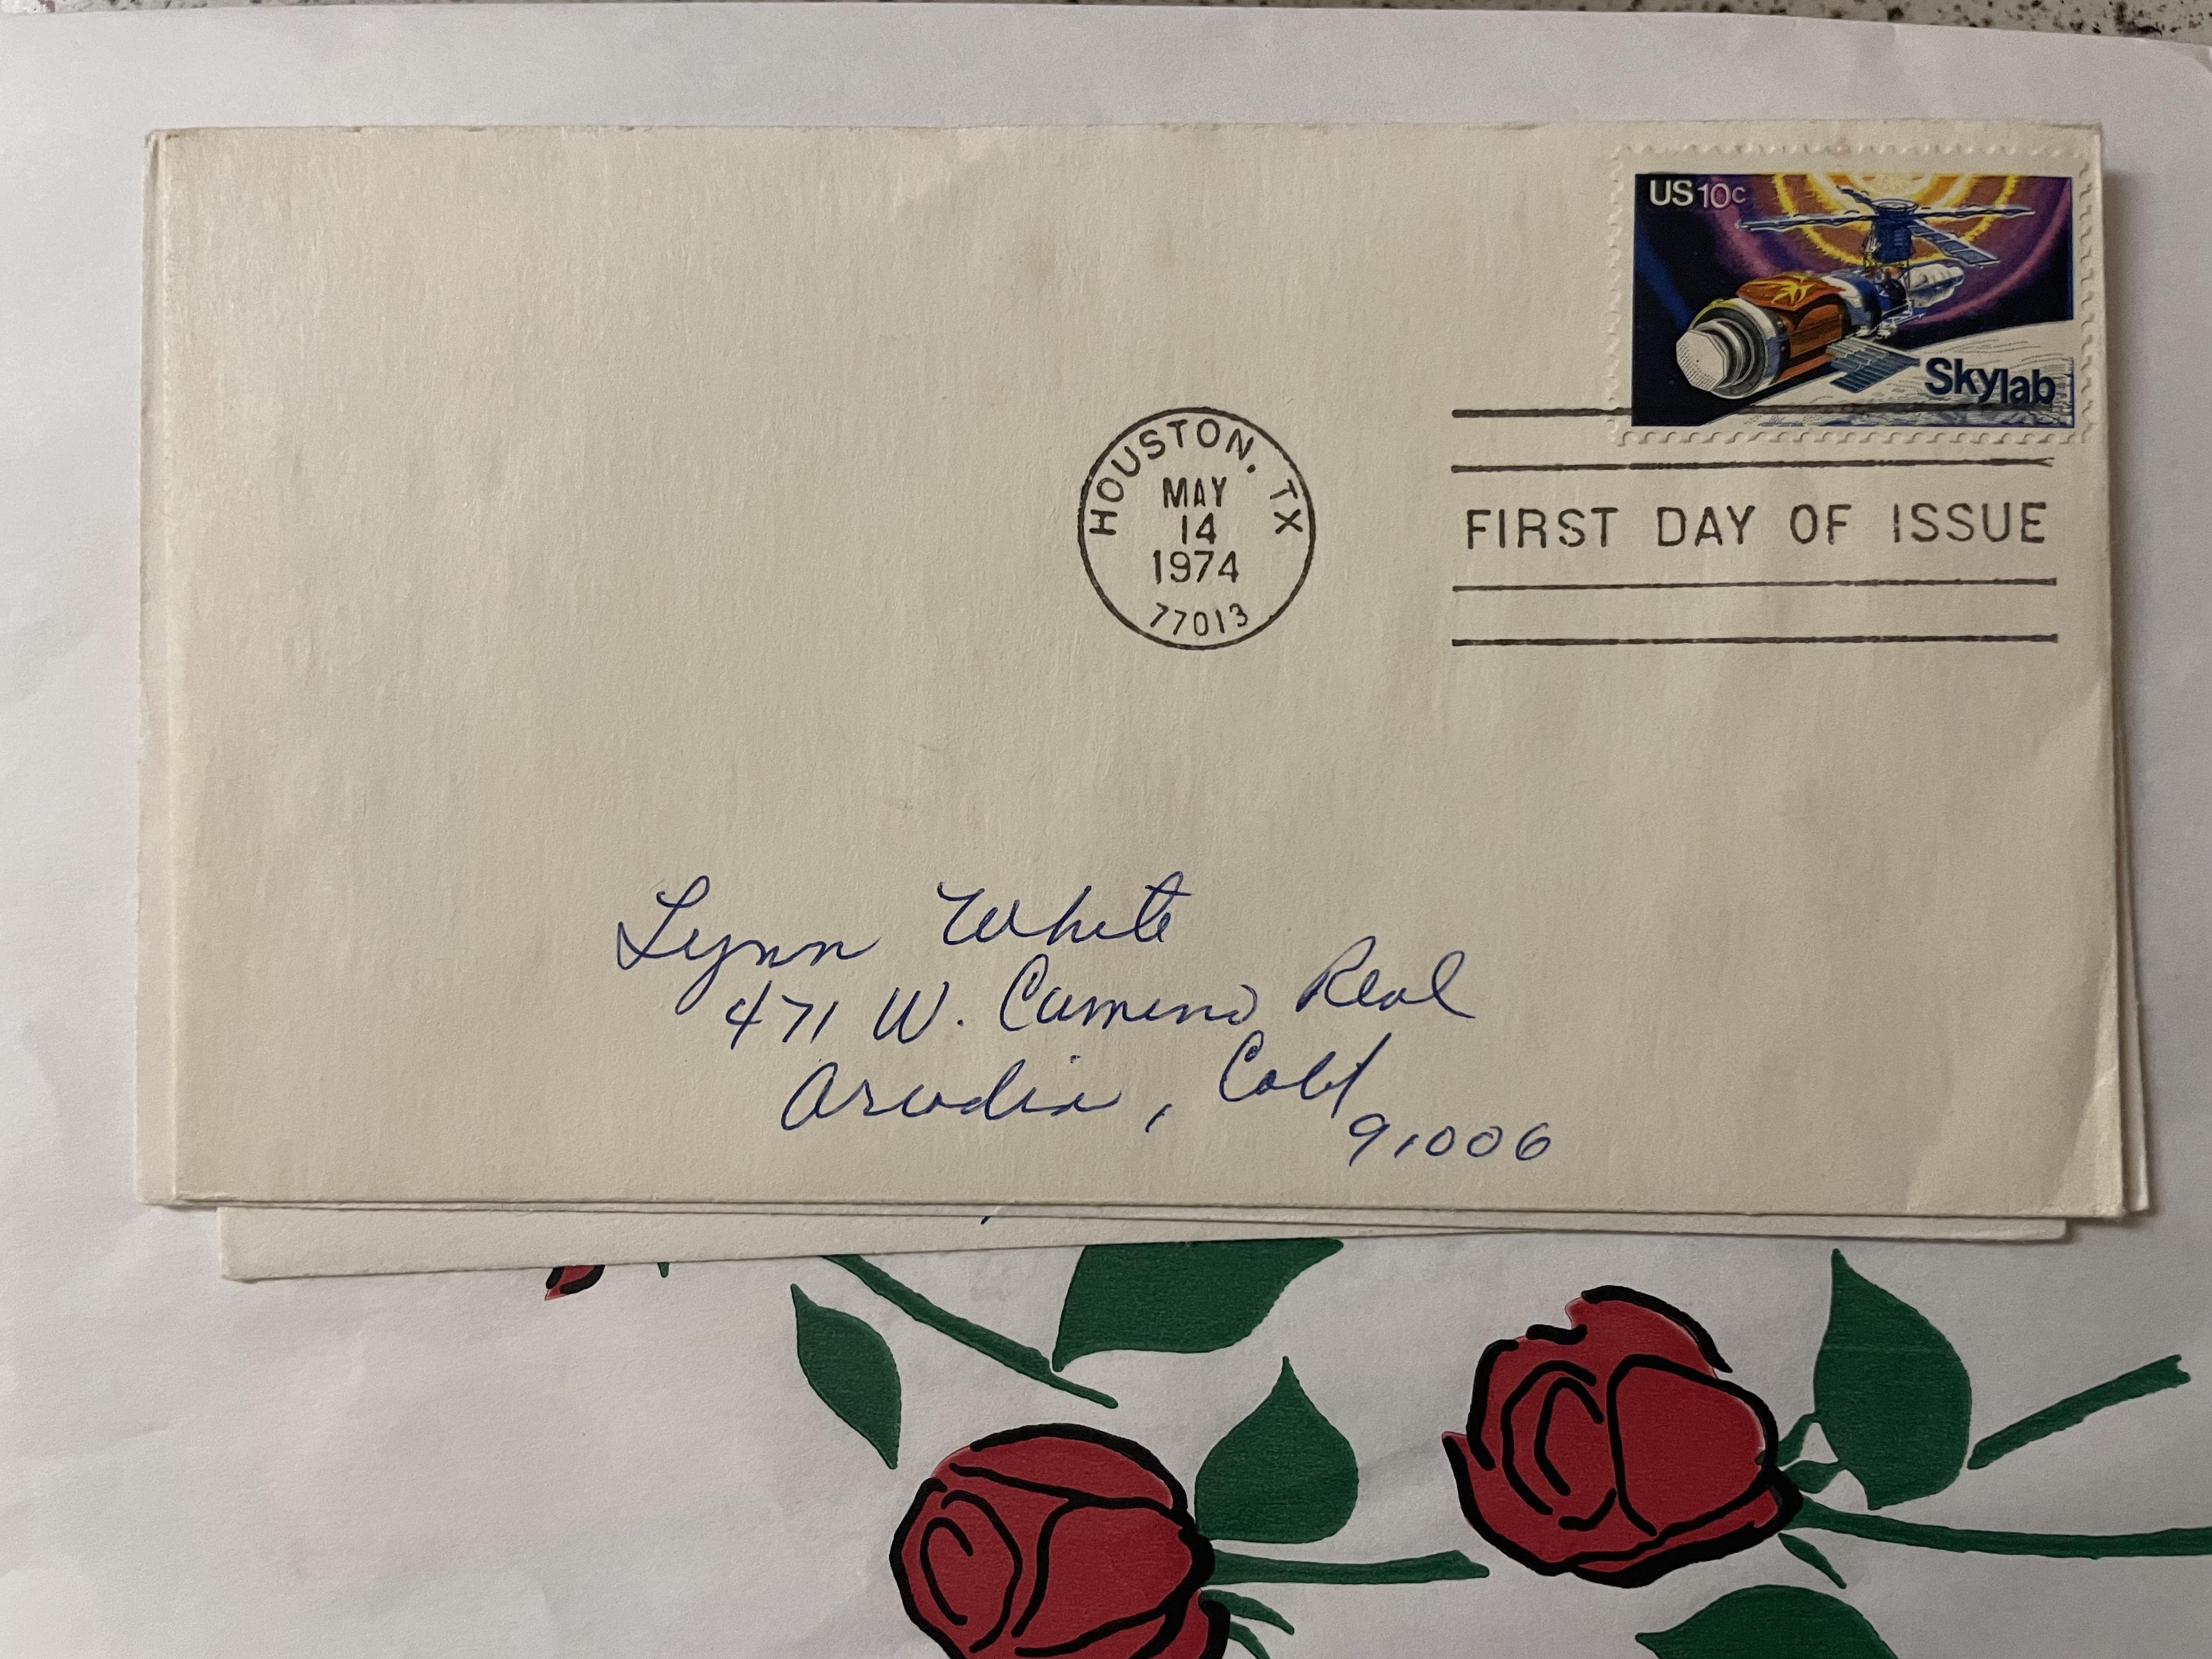 US 10c
Skylab
HOUSTON, TX
MAY
14
1974
77013
FIRST DAY OF ISSUE
Lynn White
471 W. Camino Real
Arcadia, Calif
91006